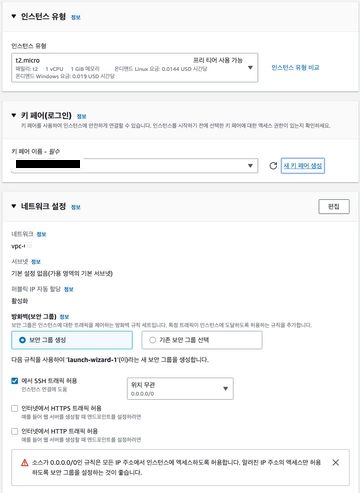 인스턴스 유형 정보
인스턴스 유형
t2.micro 프리 티어 사용 가능
패밀리: t2 1 vCPU 1 GiB 메모리 온디맨드 Linux 요금: 0.0144 USD 시간당
온디맨드 Windows 요금: 0.019 USD 시간당
인스턴스 유형 비교
키 페어(로그인) 정보
키 페어를 사용하여 인스턴스에 안전하게 연결할 수 있습니다. 인스턴스를 시작하기 전에 선택한 키 페어에 대한 액세스 권한이 있는지 확인하세요.
키 페어 이름 - 필수
새 키 페어 생성
네트워크 설정 정보
편집
네트워크 정보
vpc-
서브넷 정보
기본 설정 없음(가용 영역의 기본 서브넷)
퍼블릭 IP 자동 할당 정보
활성화
방화벽(보안 그룹) 정보
보안 그룹은 인스턴스에 대한 트래픽을 제어하는 방화벽 규칙 세트입니다. 특정 트래픽이 인스턴스에 도달하도록 허용하는 규칙을 추가합니다.
보안 그룹 생성
기존 보안 그룹 선택
다음 규칙을 사용하여 'launch-wizard-1'(이)라는 새 보안 그룹을 생성합니다.
에서 SSH 트래픽 허용
인스턴스 연결에 도움
위치 무관
0.0.0.0/0
인터넷에서 HTTPS 트래픽 허용
예를 들어 웹 서버를 생성할 때 엔드포인트를 설정하려면
인터넷에서 HTTP 트래픽 허용
예를 들어 웹 서버를 생성할 때 엔드포인트를 설정하려면
소스가 0.0.0.0/0인 규칙은 모든 IP 주소에서 인스턴스에 액세스하도록 허용합니다. 알려진 IP 주소의 액세스만 허용
하도록 보안 그룹을 설정하는 것이 좋습니다.